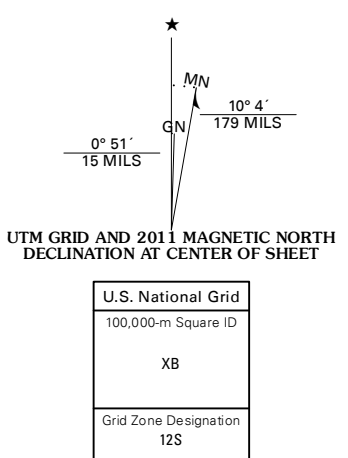 ★
MN
10° 4´
179 MILS
GN
0° 51´
15 MILS
UTM GRID AND 2011 MAGNETIC NORTH
DECLINATION AT CENTER OF SHEET
U.S. National Grid
100,000-m Square ID
XB
Grid Zone Designation
12S